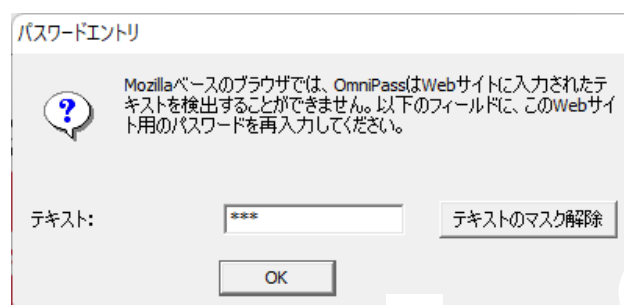 パスワードエントリ
Mozillaベースのブラウザでは、OmniPassはWebサイトに入力されたテ
キストを検出することができません。以下のフィールドに、このWebサイ
ト用のパスワードを再入力してください。
テキスト: *** テキストのマスク解除
OK